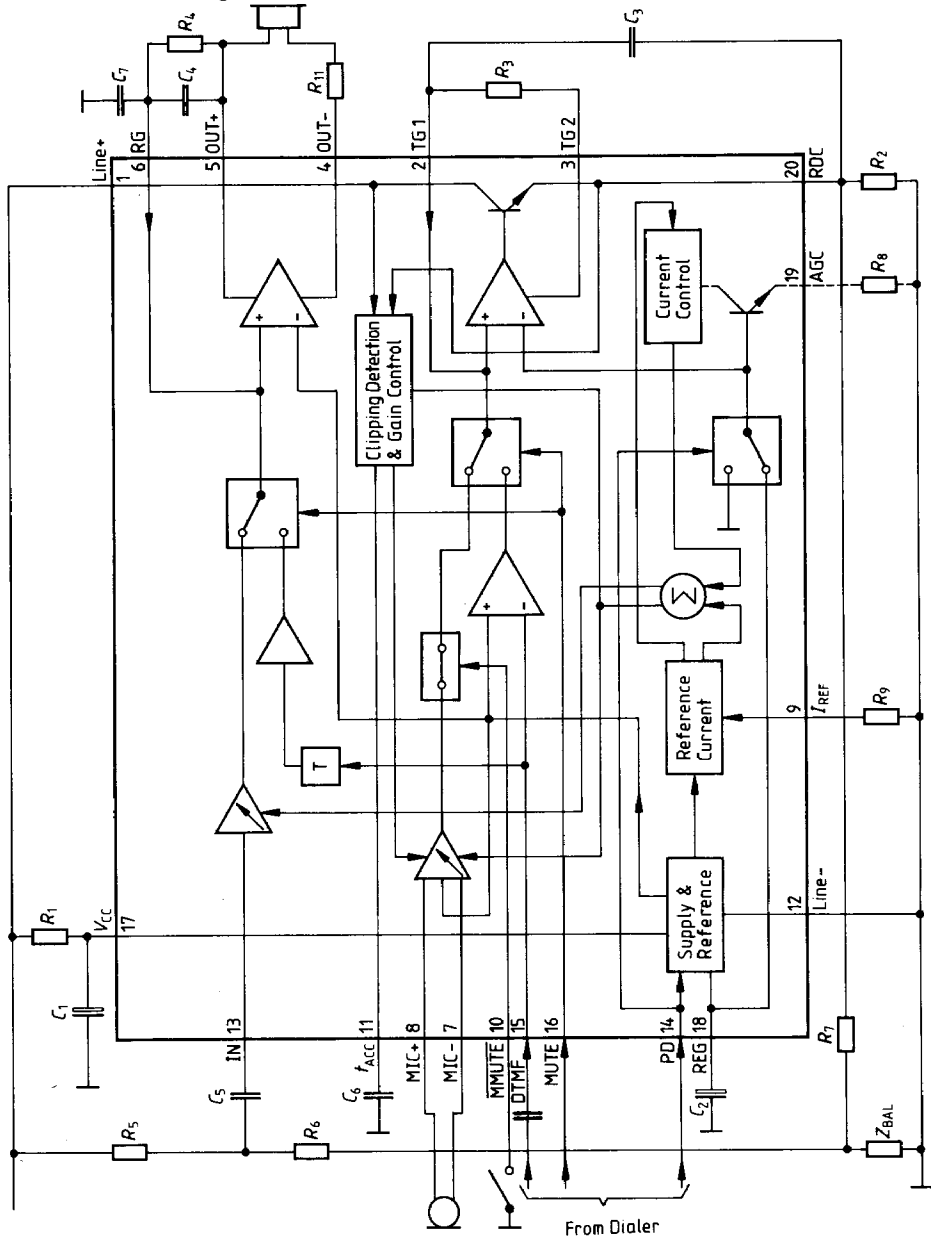 R4
C7
C4
R11
C3
R3
Line+
1
6 RG
5 OUT+
4 OUT-
2 TG1
3 TG2
20 RDC
R2
19 AGC
R8
+
-
Clipping Detection
& Gain Control
+
-
Current
Control
+
-
Σ
T
Reference
Current
9 IREF
R9
Supply &
Reference
12 Line-
R1
VCC
17
C1
IN 13
C5
R5
R6
tACC 11
C6
MIC+ 8
MIC- 7
MMUTE 10
DTMF 15
MUTE 16
PD 14
REG 18
C2
R7
ZBAL
From Dialer